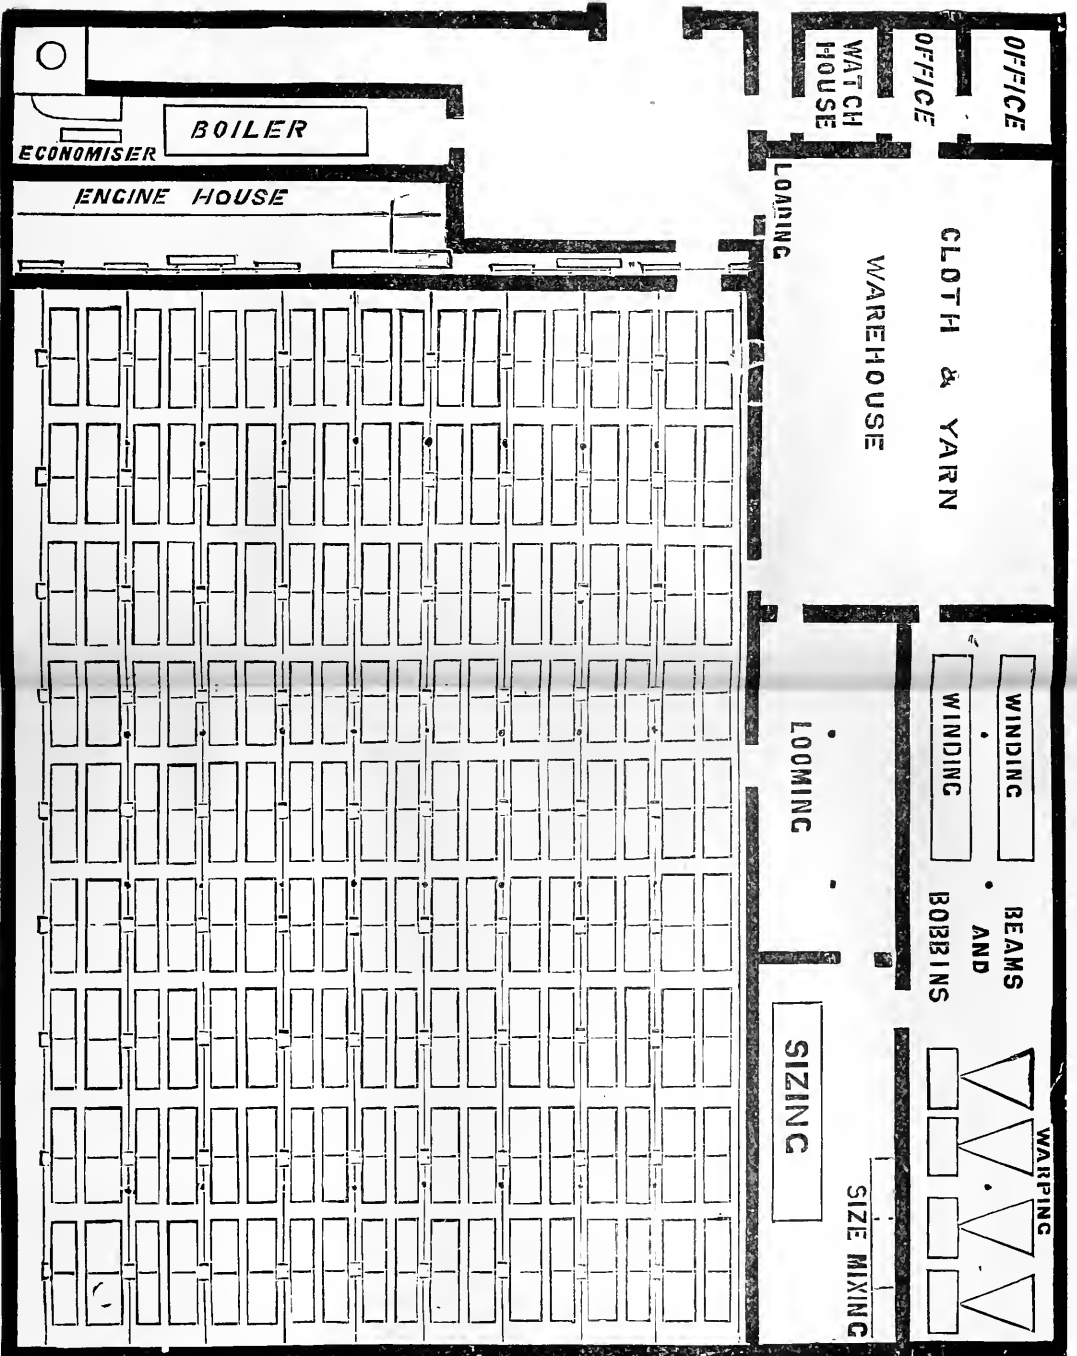 OFFICE
OFFICE
WATCH
HOUSE
BOILER
ECONOMISER
ENGINE HOUSE
LOADING
CLOTH & YARN
WAREHOUSE
WINDING
WINDING
LOOMING
BEAMS
AND
BOBBINS
SIZING
WARPING
SIZE MIXING